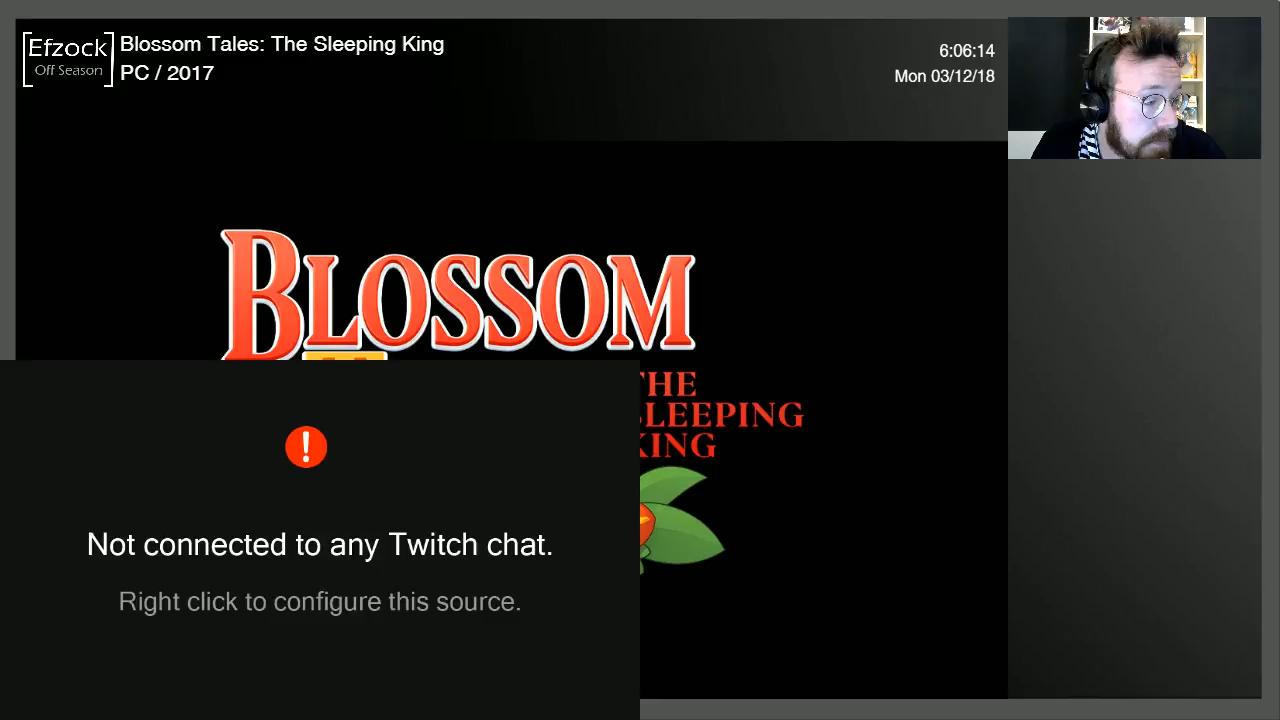 Efzock
Off Season
Blossom Tales: The Sleeping King
PC / 2017
6:06:14
Mon 03/12/18
BLOSSOM
THE
SLEEPING
KING
!
Not connected to any Twitch chat.
Right click to configure this source.